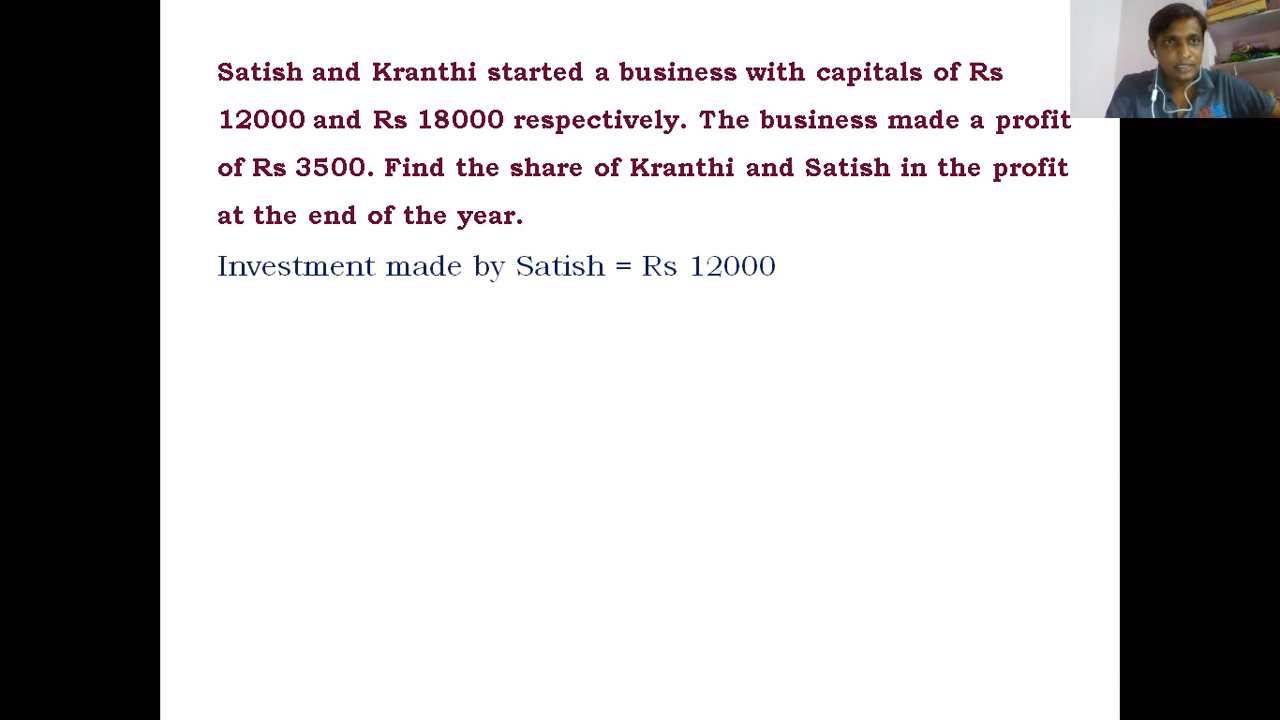 Satish and Kranthi started a business with capitals of Rs
12000 and Rs 18000 respectively. The business made a profit
of Rs 3500. Find the share of Kranthi and Satish in the profit
at the end of the year.
Investment made by Satish = Rs 12000